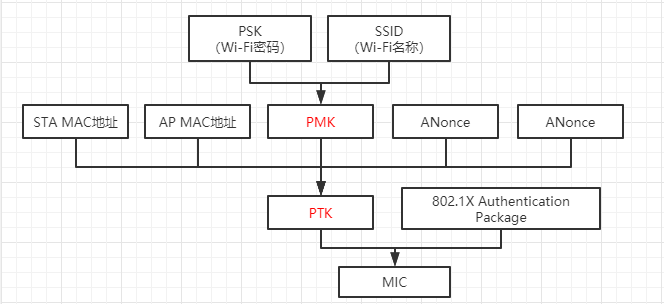 PSK
(Wi-Fi密码)
SSID
(Wi-Fi名称)
STA MAC地址
AP MAC地址
PMK
ANonce
ANonce
PTK
802.1X Authentication
Package
MIC